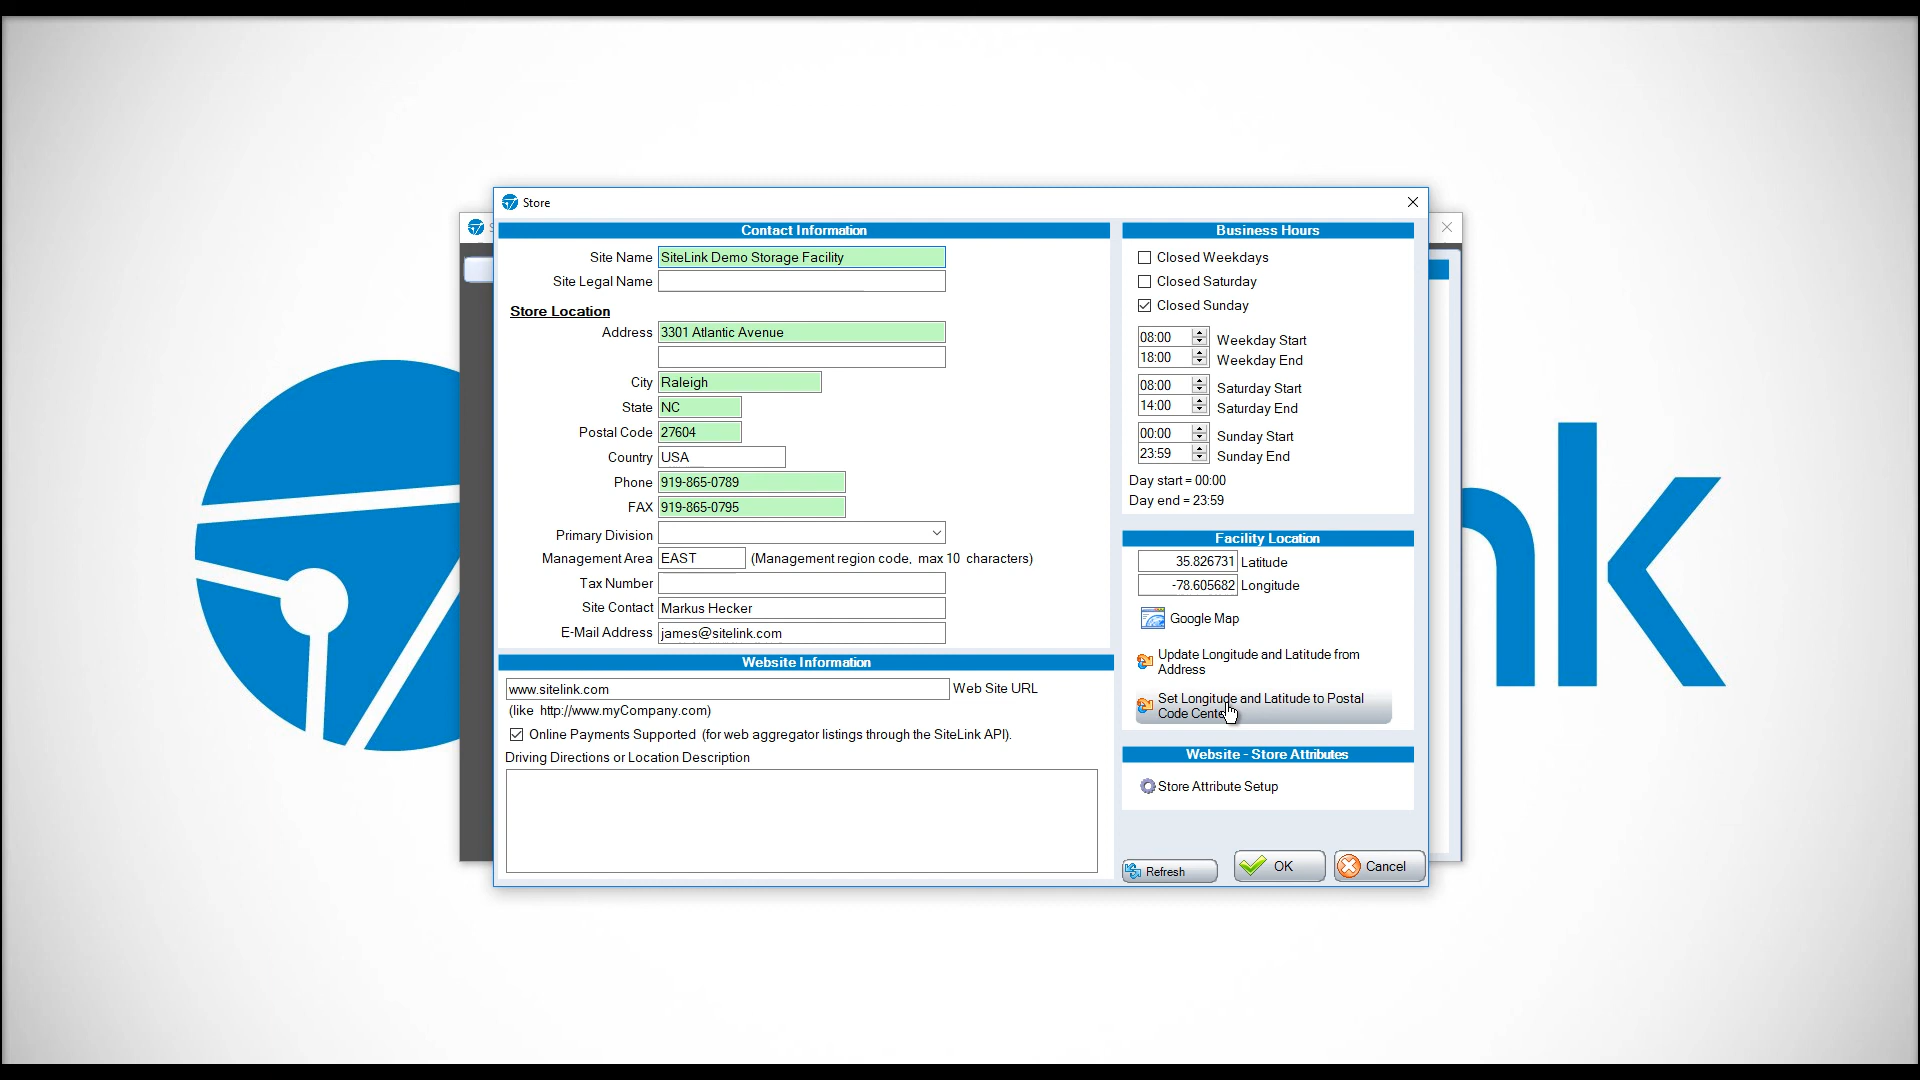 Store
Contact Information
Site Name SiteLink Demo Storage Facility
Site Legal Name
Store Location
Address 3301 Atlantic Avenue
City Raleigh
State NC
Postal Code 27604
Country USA
Phone 919-865-0789
FAX 919-865-0795
Primary Division
Management Area EAST (Management region code, max 10 characters)
Tax Number
Site Contact Markus Hecker
E-Mail Address james@sitelink.com
Website Information
www.sitelink.com Web Site URL
(like http://www.myCompany.com)
Online Payments Supported (for web aggregator listings through the SiteLink API).
Driving Directions or Location Description
Business Hours
Closed Weekdays
Closed Saturday
Closed Sunday
08:00 Weekday Start
18:00 Weekday End
08:00 Saturday Start
14:00 Saturday End
00:00 Sunday Start
23:59 Sunday End
Day start = 00:00
Day end = 23:59
Facility Location
35.826731 Latitude
-78.605682 Longitude
Google Map
Update Longitude and Latitude from
Address
Set Longitude and Latitude to Postal
Code Center
Website - Store Attributes
Store Attribute Setup
Refresh
OK
Cancel
nk